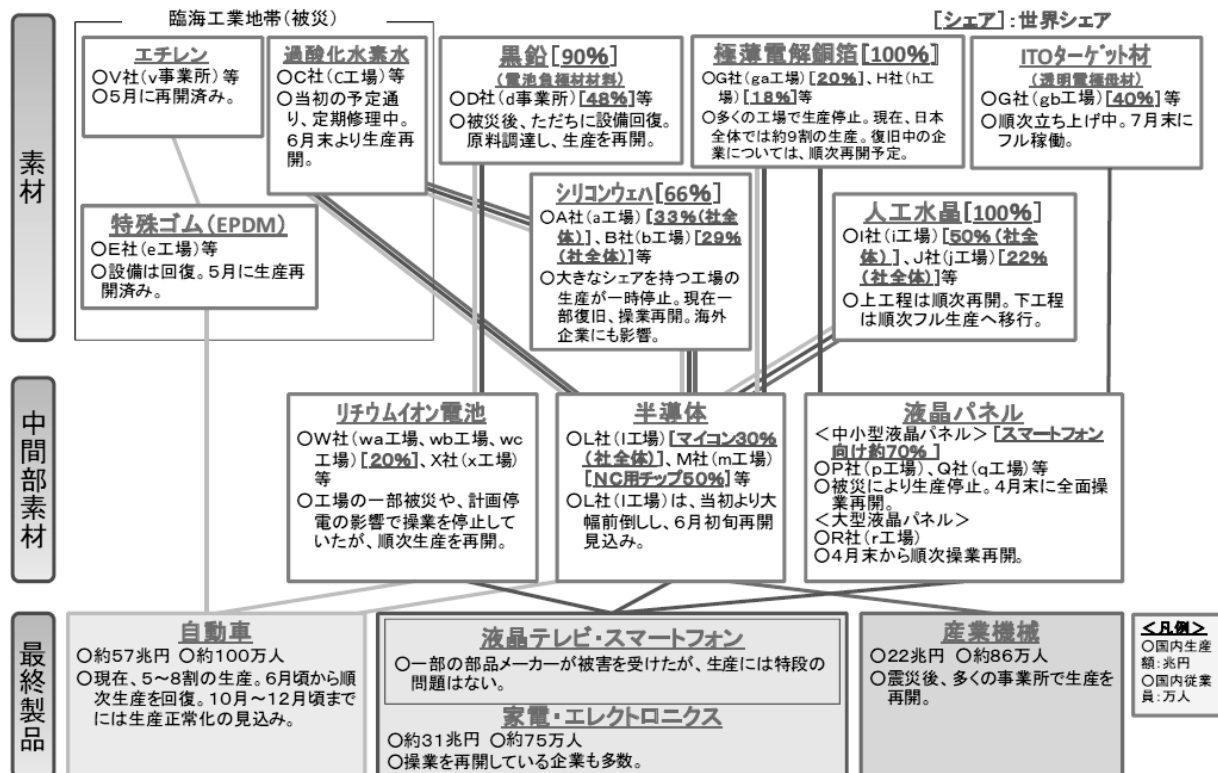 臨海工業地帯(被災)
[シェア]:世界シェア
素材
エチレン
○V社(v事業所)等
○5月に再開済み。
過酸化水素水
○C社(c工場)等
○当初の予定通
り、定期修理中。
6月末より生産再
開。
黒鉛[90%]
(電池負極材材料)
○D社(d事業所)[48%]等
○被災後、ただちに設備回復。
原料調達し、生産を再開。
極薄電解銅箔[100%]
○G社(ga工場)[20%]、H社(h工
場)[18%]等
○多くの工場で生産停止。現在、日本
全体では約9割の生産。復旧中の企
業については、順次再開予定。
ITOターゲット材
(透明電極母材)
○G社(gb工場)[40%]等
○順次立ち上げ中。7月末に
フル稼働。
特殊ゴム(EPDM)
○E社(e工場)等
○設備は回復。5月に生産再
開済み。
シリコンウェハ[66%]
○A社(a工場)[33%(社全
体)]、B社(b工場)[29%
(社全体)]等
○大きなシェアを持つ工場の
生産が一時停止。現在一
部復旧、操業再開。海外
企業にも影響。
人工水晶[100%]
○I社(i工場)[50%(社全
体)]、J社(j工場)[22%
(社全体)]等
○上工程は順次再開。下工程
は順次フル生産へ移行。
中間部素材
リチウムイオン電池
○W社(wa工場、wb工場、wc
工場)[20%]、X社(x工場)
等
○工場の一部被災や、計画停
電の影響で操業を停止して
いたが、順次生産を再開。
半導体
○L社(l工場)[マイコン30%
(社全体)]、M社(m工場)
[NC用チップ50%]等
○L社(l工場)は、当初より大
幅前倒しし、6月初旬再開
見込み。
液晶パネル
<中小型液晶パネル>[スマートフォン
向け約70%]
○P社(p工場)、Q社(q工場)等
○被災により生産停止。4月末に全面操
業再開。
<大型液晶パネル>
○R社(r工場)
○4月末から順次操業再開。
最終製品
自動車
○約57兆円 ○約100万人
○現在、5~8割の生産。6月頃から順
次生産を回復。10月~12月頃まで
には生産正常化の見込み。
液晶テレビ・スマートフォン
○一部の部品メーカーが被害を受けたが、生産には特段の
問題はない。
家電・エレクトロニクス
○約31兆円 ○約75万人
○操業を再開している企業も多数。
産業機械
○22兆円 ○約86万人
○震災後、多くの事業所で生産を
再開。
<凡例>
○国内生産
額:兆円
○国内従業
員:万人